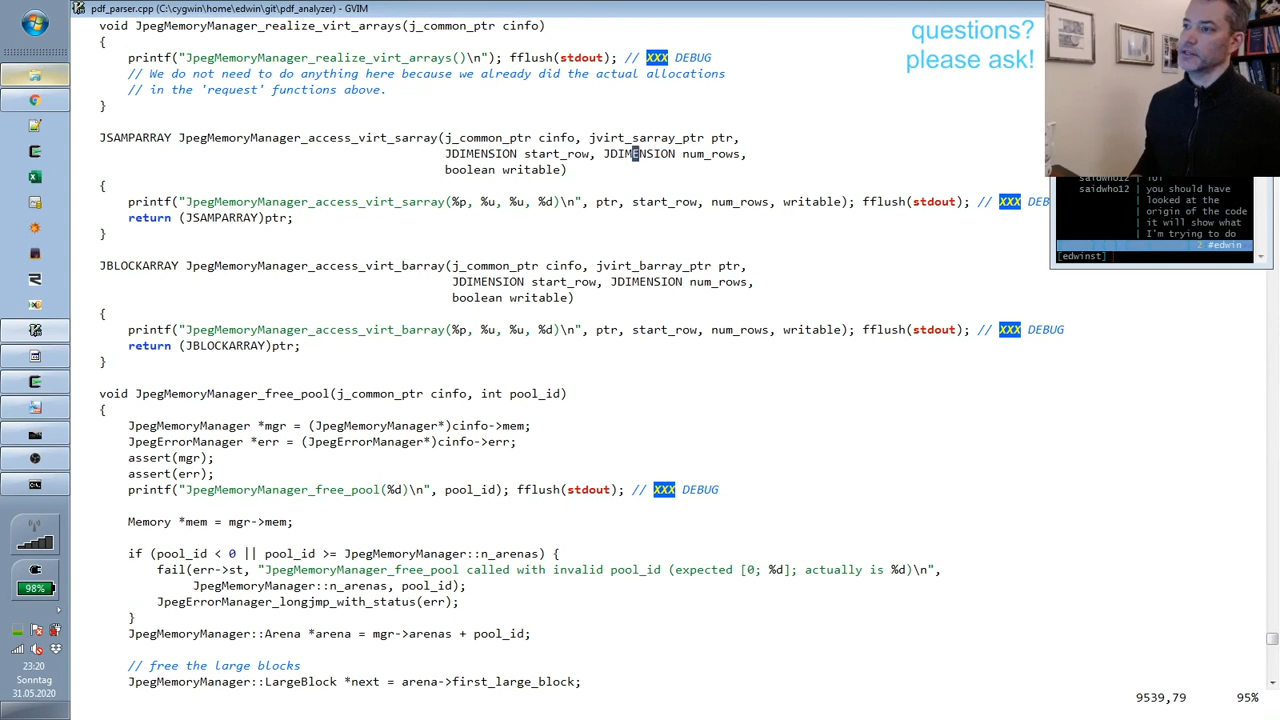 pdf_parser.cpp (C:\cygwin\home\edwin\git\pdf_analyzer) - GVIM
void JpegMemoryManager_realize_virt_arrays(j_common_ptr cinfo)
{
printf("JpegMemoryManager_realize_virt_arrays()\n"); fflush(stdout); // XXX DEBUG
// We do not need to do anything here because we already did the actual allocations
// in the 'request' functions above.
}
JSAMPARRAY JpegMemoryManager_access_virt_sarray(j_common_ptr cinfo, jvirt_sarray_ptr ptr,
JDIMENSION start_row, JDIMENSION num_rows,
boolean writable)
{
printf("JpegMemoryManager_access_virt_sarray(%p, %u, %u, %d)\n", ptr, start_row, num_rows, writable); fflush(stdout); // XXX DEB
return (JSAMPARRAY)ptr;
}
JBLOCKARRAY JpegMemoryManager_access_virt_barray(j_common_ptr cinfo, jvirt_barray_ptr ptr,
JDIMENSION start_row, JDIMENSION num_rows,
boolean writable)
{
printf("JpegMemoryManager_access_virt_barray(%p, %u, %u, %d)\n", ptr, start_row, num_rows, writable); fflush(stdout); // XXX DEBUG
return (JBLOCKARRAY)ptr;
}
void JpegMemoryManager_free_pool(j_common_ptr cinfo, int pool_id)
{
JpegMemoryManager *mgr = (JpegMemoryManager*)cinfo->mem;
JpegErrorManager *err = (JpegErrorManager*)cinfo->err;
assert(mgr);
assert(err);
printf("JpegMemoryManager_free_pool(%d)\n", pool_id); fflush(stdout); // XXX DEBUG
Memory *mem = mgr->mem;
if (pool_id < 0 || pool_id >= JpegMemoryManager::n_arenas) {
fail(err->st, "JpegMemoryManager_free_pool called with invalid pool_id (expected [0; %d]; actually is %d)\n",
JpegMemoryManager::n_arenas, pool_id);
JpegErrorManager_longjmp_with_status(err);
}
JpegMemoryManager::Arena *arena = mgr->arenas + pool_id;
// free the large blocks
JpegMemoryManager::LargeBlock *next = arena->first_large_block;
9539,79 95%
questions?
please ask!
saidwho12 | lol
saidwho12 | you should have
| looked at the
| origin of the code
| it will show what
| I'm trying to do
2 #edwin
[edwinst]
98%
23:20
Sonntag
31.05.2020